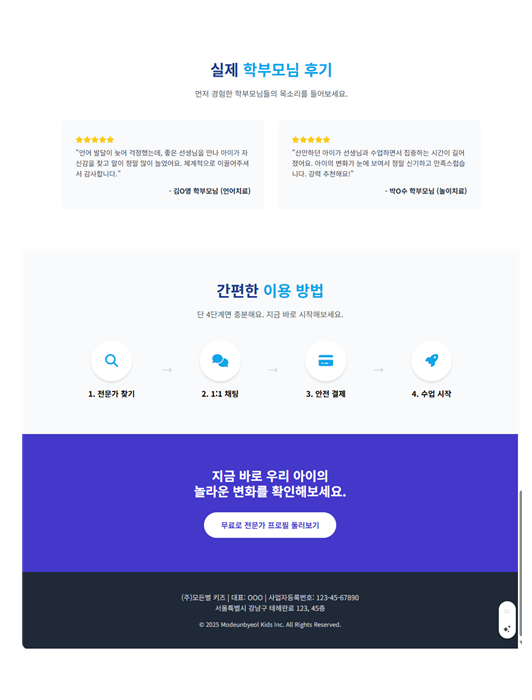 실제 학부모님 후기
먼저 경험한 학부모님들의 목소리를 들어보세요.
"언어 발달이 늦어 걱정했는데, 좋은 선생님을 만나 아이가 자
신감을 찾고 말이 정말 많이 늘었어요. 체계적으로 이끌어주셔
서 감사합니다."
- 김O영 학부모님 (언어치료)
"산만하던 아이가 선생님과 수업하면서 집중하는 시간이 길어
졌어요. 아이의 변화가 눈에 보여서 정말 신기하고 만족스럽습
니다. 강력 추천해요!"
- 박O수 학부모님 (놀이치료)
간편한 이용 방법
단 4단계면 충분해요. 지금 바로 시작해보세요.
1. 전문가 찾기
2. 1:1 채팅
3. 안전 결제
4. 수업 시작
지금 바로 우리 아이의
놀라운 변화를 확인해보세요.
무료로 전문가 프로필 둘러보기
(주)모든별 키즈 | 대표: OOO | 사업자등록번호: 123-45-67890
서울특별시 강남구 테헤란로 123, 45층
© 2025 Modeunbyeol Kids Inc. All Rights Reserved.